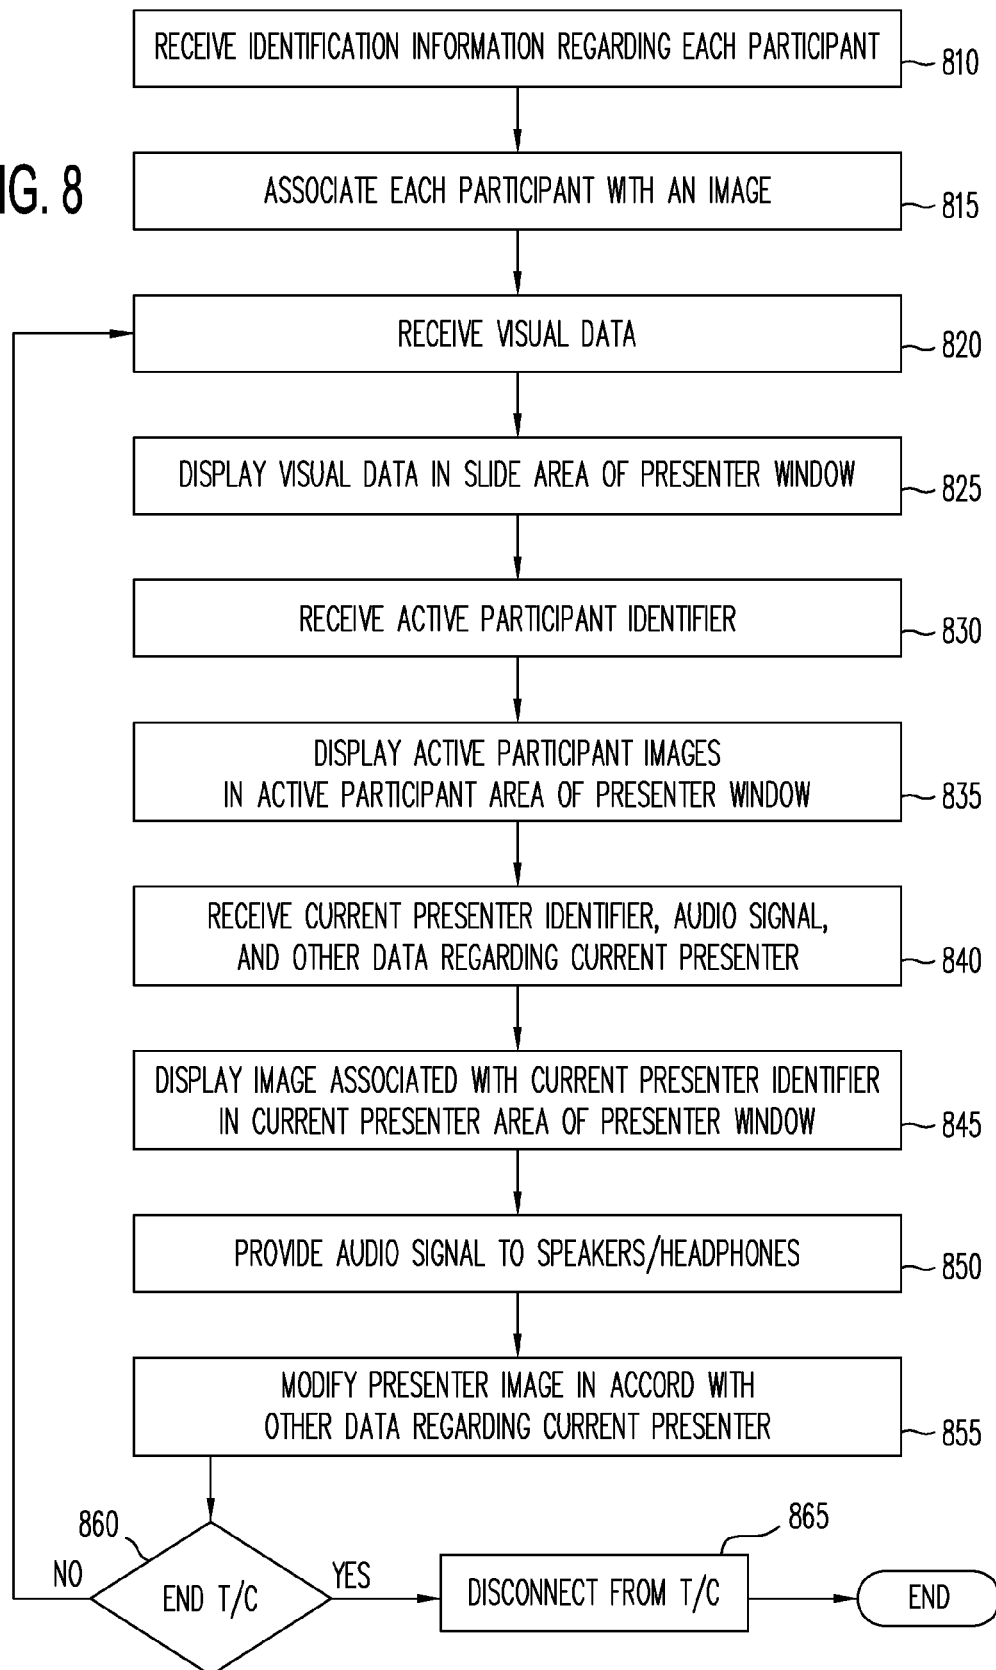 RECEIVE IDENTIFICATION INFORMATION REGARDING EACH PARTICIPANT
810
IG. 8
ASSOCIATE EACH PARTICIPANT WITH AN IMAGE
815
RECEIVE VISUAL DATA
820
DISPLAY VISUAL DATA IN SLIDE AREA OF PRESENTER WINDOW
825
RECEIVE ACTIVE PARTICIPANT IDENTIFIER
830
DISPLAY ACTIVE PARTICIPANT IMAGES
IN ACTIVE PARTICIPANT AREA OF PRESENTER WINDOW
835
RECEIVE CURRENT PRESENTER IDENTIFIER, AUDIO SIGNAL,
AND OTHER DATA REGARDING CURRENT PRESENTER
840
DISPLAY IMAGE ASSOCIATED WITH CURRENT PRESENTER IDENTIFIER
IN CURRENT PRESENTER AREA OF PRESENTER WINDOW
845
PROVIDE AUDIO SIGNAL TO SPEAKERS/HEADPHONES
850
MODIFY PRESENTER IMAGE IN ACCORD WITH
OTHER DATA REGARDING CURRENT PRESENTER
855
860
865
NO
END T/C
YES
DISCONNECT FROM T/C
END